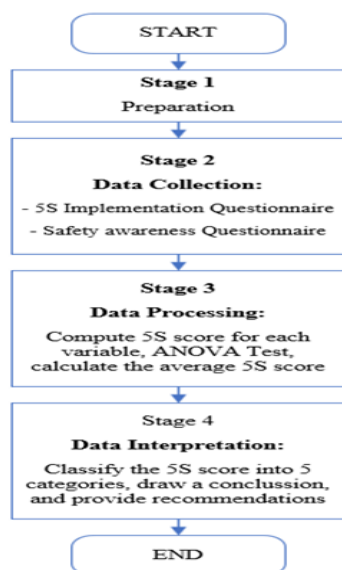 START
Stage 1
Preparation
Stage 2
Data Collection:
- 5S Implementation Questionnaire
- Safety awareness Questionnaire
Stage 3
Data Processing:
Compute 5S score for each
variable, ANOVA Test,
calculate the average 5S score
Stage 4
Data Interpretation:
Classify the 5S score into 5
categories, draw a conclussion,
and provide recommendations
END